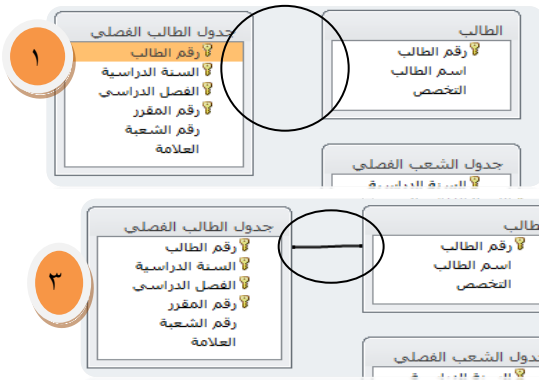 ١
الطالب
رقم الطالب
اسم الطالب
التخصص
جدول الطالب الفصلي
رقم الطالب
السنة الدراسية
الفصل الدراسي
رقم المقرر
رقم الشعبة
العلامة
جدول الشعب الفصلي
السنة الدراسية
٣
الطالب
رقم الطالب
اسم الطالب
التخصص
جدول الطالب الفصلي
رقم الطالب
السنة الدراسية
الفصل الدراسي
رقم المقرر
رقم الشعبة
العلامة
جدول الشعب الفصلي